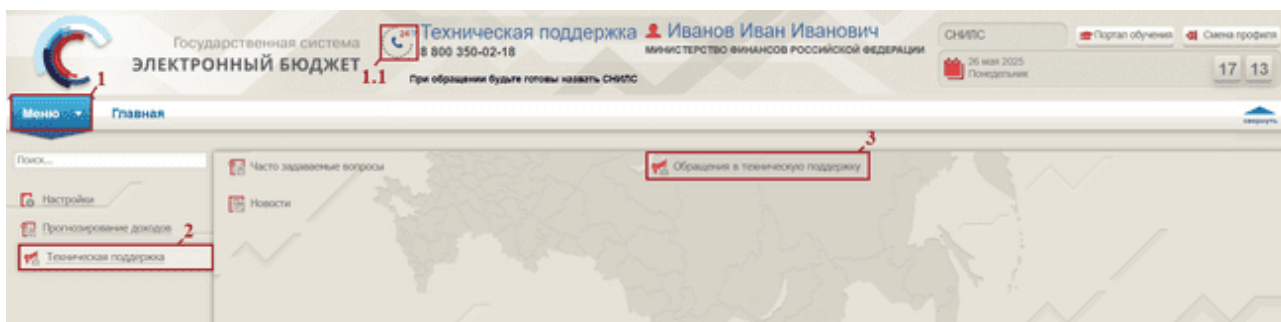 Государственная система
ЭЛЕКТРОННЫЙ БЮДЖЕТ
24
Техническая поддержка
8 800 350-02-18
При обращении будьте готовы назвать СНИЛС
1.1
Иванов Иван Иванович
МИНИСТЕРСТВО ФИНАНСОВ РОССИЙСКОЙ ФЕДЕРАЦИИ
СНИЛС
Портал обучения
Смена профиля
26 мая 2025
Понедельник
17 13
1
Меню
Главная
свернуть
Поиск...
Настройки
Прогнозирование доходов
2
Техническая поддержка
Часто задаваемые вопросы
Новости
3
Обращения в техническую поддержку